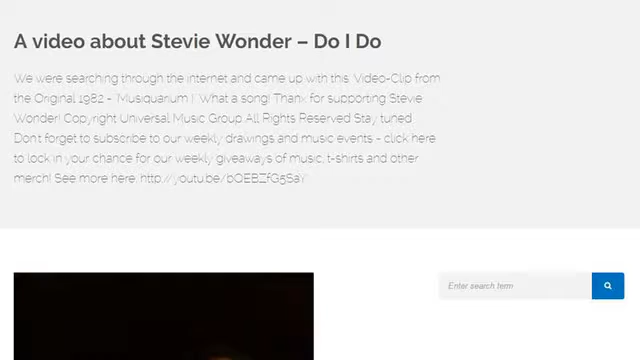 A video about Stevie Wonder – Do I Do
We were searching through the internet and came up with this. Video-Clip from
the Original 1982 - "Musiquarium I" What a song! Thanx for supporting Stevie
Wonder! Copyright Universal Music Group All Rights Reserved Stay tuned
Don't forget to subscribe to our weekly drawings and music events - click here
to lock in your chance for our weekly giveaways of music, t-shirts and other
merch! See more here: http://youtu.be/bQEBZfG5SaY
Enter search term